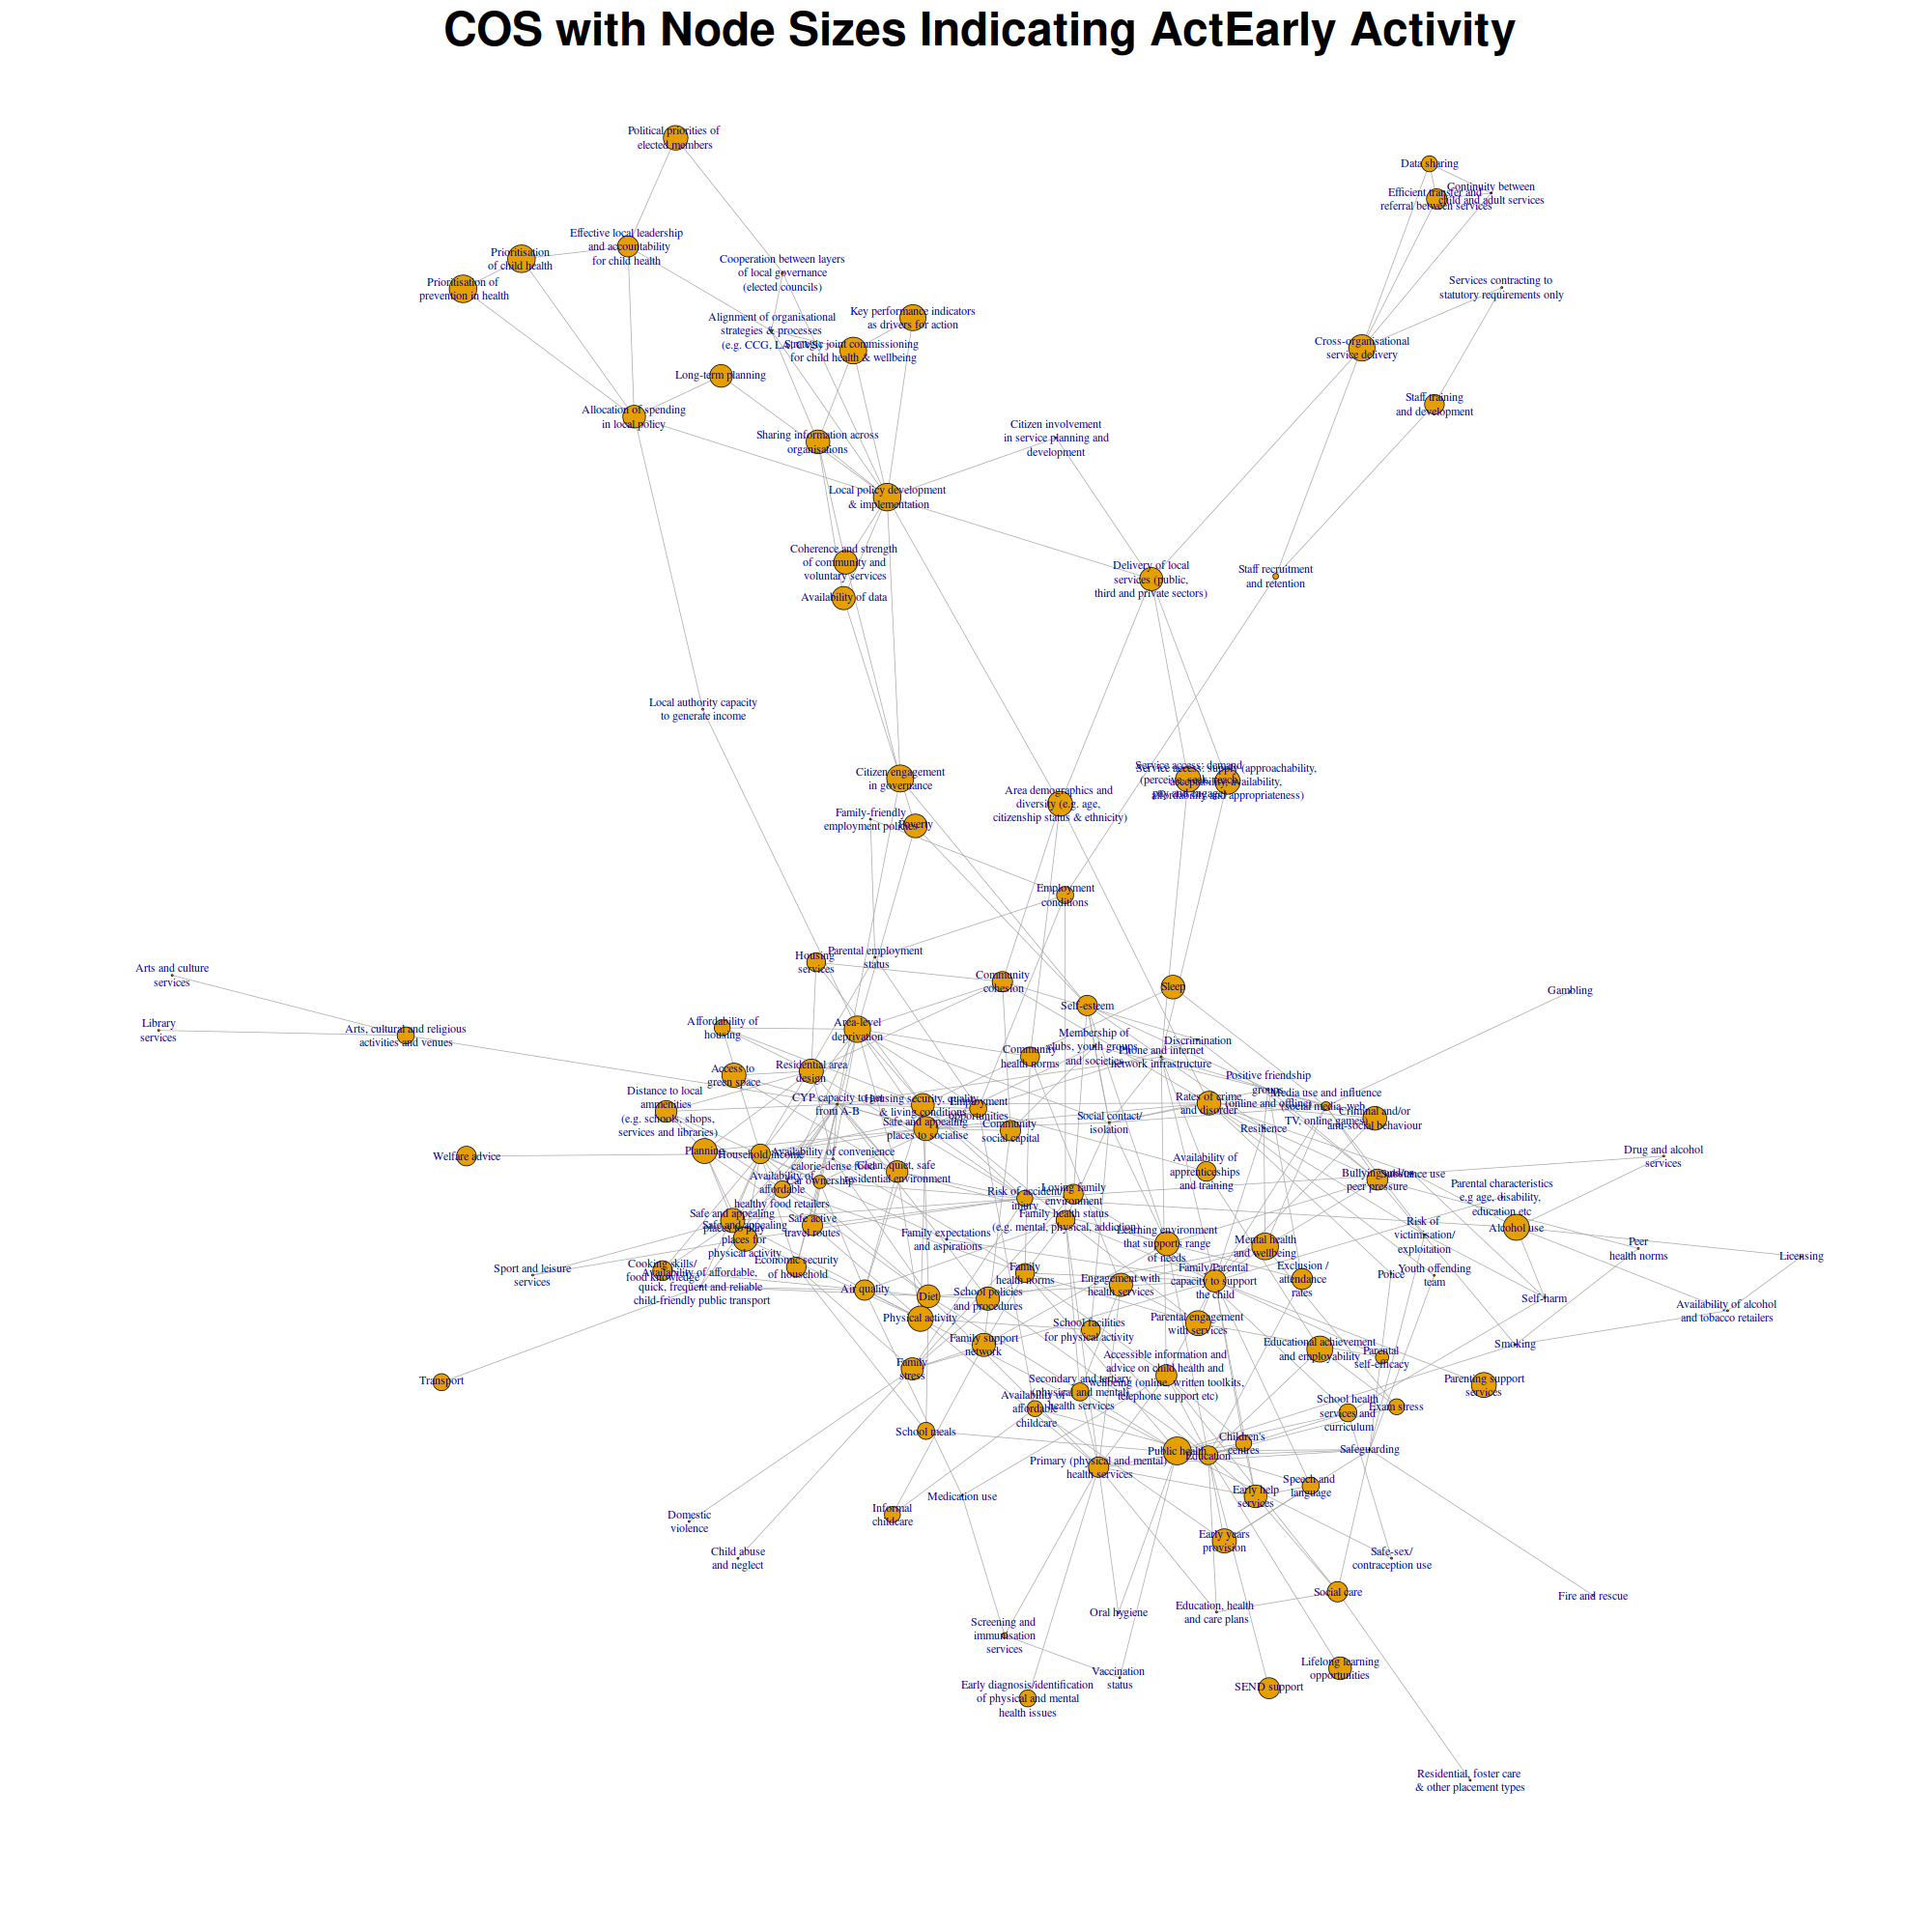 COS with Node Sizes Indicating ActEarly Activity
Political priorities of
elected members
Data sharing
Efficient transfer and
referral between services
Continuity between
child and adult services
Effective local leadership
and accountability
for child health
Prioritisation
of child health
Prioritisation of
prevention in health
Cooperation between layers
of local governance
(elected councils)
Services contracting to
statutory requirements only
Alignment of organisational
strategies & processes
(e.g. CCG, LA, CVS)
Key performance indicators
as drivers for action
Strategic joint commissioning
for child health & wellbeing
Cross-organisational
service delivery
Long-term planning
Allocation of spending
in local policy
Staff training
and development
Sharing information across
organisations
Citizen involvement
in service planning and
development
Local policy development
& implementation
Coherence and strength
of community and
voluntary services
Availability of data
Delivery of local
services (public,
third and private sectors)
Staff recruitment
and retention
Local authority capacity
to generate income
Citizen engagement
in governance
Service access: demand
(perceive, seek, reach,
pay and engage)
Service access: supply (approachability,
acceptability, availability,
affordability and appropriateness)
Area demographics and
diversity (e.g. age,
citizenship status & ethnicity)
Family-friendly
employment policies
Poverty
Employment
conditions
Housing
services
Parental employment
status
Community
cohesion
Sleep
Self-esteem
Arts and culture
services
Gambling
Library
services
Arts, cultural and religious
activities and venues
Affordability of
housing
Area-level
deprivation
Membership of
clubs, youth groups
and societies
Discrimination
Community
health norms
Phone and internet
network infrastructure
Access to
green space
Residential area
design
Positive friendship
groups
(online and offline)
Distance to local
ammenities
(e.g. schools, shops,
services and libraries)
CYP capacity to get
from A-B
Housing security, quality
& living conditions
Employment
opportunities
Rates of crime
and disorder
Media use and influence
(social media, web,
TV, online games)
Criminal and/or
anti-social behaviour
Safe and appealing
places to socialise
Community
social capital
Social contact/
isolation
Resilience
Welfare advice
Planning
Household income
Availability of convenience
calorie-dense food
Clean, quiet, safe
residential environment
Availability of
affordable
healthy food retailers
Car ownership
Availability of
apprenticeships
and training
Bullying and/or
peer pressure
Substance use
Drug and alcohol
services
Parental characteristics
e.g age, disability,
education etc
Risk of accident/
injury
Loving family
environment
Family health status
(e.g. mental, physical, addiction)
Safe and appealing
places to play
Safe and appealing
places for
physical activity
Safe active
travel routes
Family expectations
and aspirations
Learning environment
that supports range
of needs
Mental health
and wellbeing
Risk of
victimisation/
exploitation
Alcohol use
Peer
health norms
Licensing
Sport and leisure
services
Cooking skills/
food knowledge
Availability of affordable,
quick, frequent and reliable
child-friendly public transport
Economic security
of household
Air quality
Diet
Family
health norms
Engagement with
health services
Family/Parental
capacity to support
the child
Exclusion /
attendance
rates
Police
Youth offending
team
Self-harm
Availability of alcohol
and tobacco retailers
School policies
and procedures
Physical activity
School facilities
for physical activity
Parental engagement
with services
Family support
network
Educational achievement
and employability
Parental
self-efficacy
Smoking
Transport
Family
stress
Accessible information and
advice on child health and
wellbeing (online, written toolkits,
telephone support etc)
Secondary and tertiary
(physical and mental)
health services
Parenting support
services
Availability of
affordable
childcare
School health
services and
curriculum
Exam stress
School meals
Children's
centres
Public health
Education
Safeguarding
Primary (physical and mental)
health services
Medication use
Early help
services
Speech and
language
Domestic
violence
Informal
childcare
Early years
provision
Child abuse
and neglect
Safe-sex/
contraception use
Social care
Fire and rescue
Oral hygiene
Education, health
and care plans
Screening and
immunisation
services
Vaccination
status
Lifelong learning
opportunities
SEND support
Early diagnosis/identification
of physical and mental
health issues
Residential, foster care
& other placement types